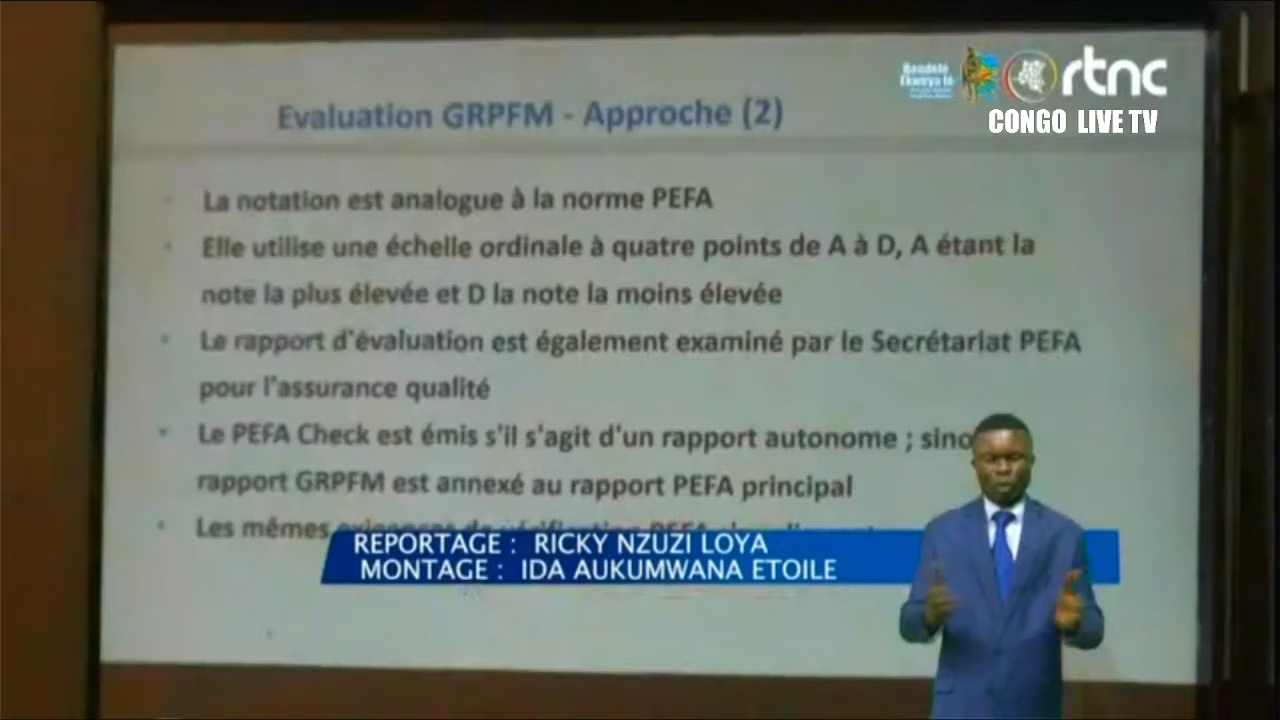 rtnc
CONGO LIVE TV
Evaluation GRPFM - Approche (2)
La notation est analogue à la norme PEFA
Elle utilise une échelle ordinale à quatre points de A à D, A étant la
note la plus élevée et D la note la moins élevée
Le rapport d'évaluation est également examiné par le Secrétariat PEFA
pour l'assurance qualité
Le PEFA Check est émis s'il s'agit d'un rapport autonome ;
rapport GRPFM est annexé au rapport PEFA principal
Les mêmes
REPORTAGE : RICKY NZUZI LOYA
MONTAGE : IDA AUKUMWANA ETOILE